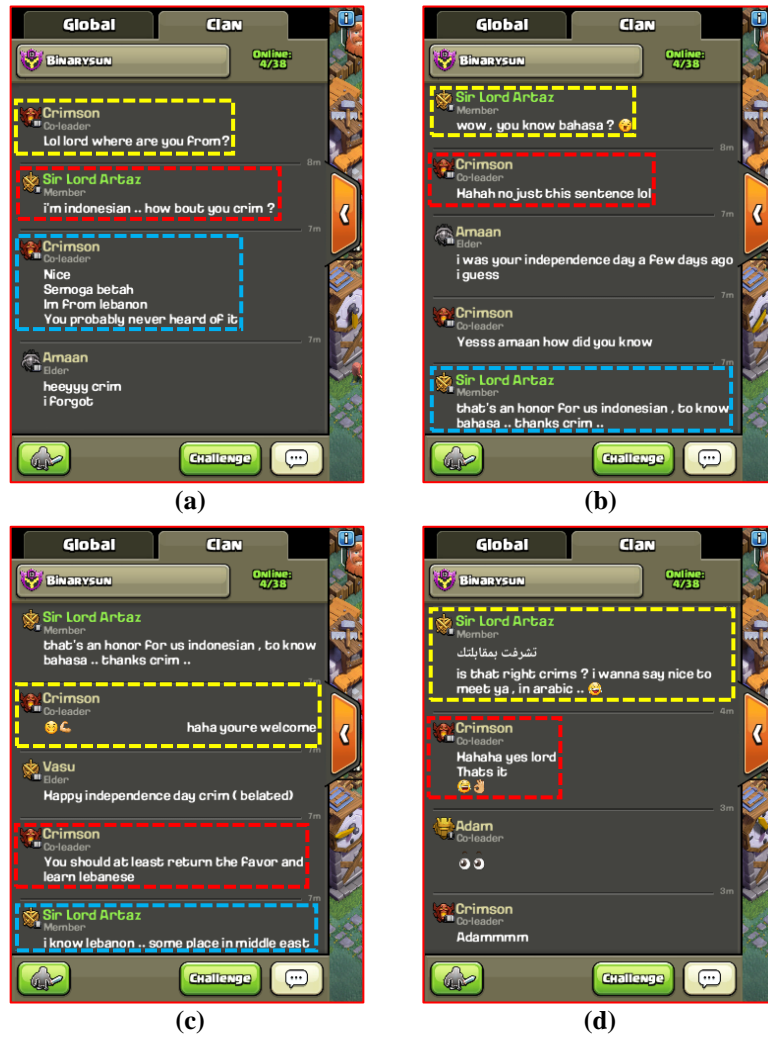 Global
Clan
Binarysun
Online:
4/38
Crimson
Co-leader
Lol lord where are you from?
8m
Sir Lord Artaz
Member
i'm indonesian .. how bout you crim ?
7m
Crimson
Co-leader
Nice
Semoga betah
Im from lebanon
You probably never heard of it
7m
Amaan
Elder
heeyyy crim
i forgot
Challenge
(a)
Global
Clan
Binarysun
Online:
4/38
Sir Lord Artaz
Member
wow , you know bahasa ? 😲
8m
Crimson
Co-leader
Hahah no just this sentence lol
7m
Amaan
Elder
i was your independence day a few days ago
i guess
7m
Crimson
Co-leader
Yesss amaan how did you know
7m
Sir Lord Artaz
Member
that's an honor for us indonesian , to know
bahasa .. thanks crim ..
Challenge
(b)
Global
Clan
Binarysun
Online:
4/38
Sir Lord Artaz
Member
that's an honor for us indonesian , to know
bahasa .. thanks crim ..
7m
Crimson
Co-leader
haha youre welcome
7m
Vasu
Elder
Happy independence day crim ( belated)
7m
Crimson
Co-leader
You should at least return the favor and
learn lebanese
7m
Sir Lord Artaz
Member
i know lebanon .. some place in middle east
Challenge
(c)
Global
Clan
Binarysun
Online:
4/38
Sir Lord Artaz
Member
تشرفت بمقابلتك
is that right crims ? i wanna say nice to
meet ya , in arabic .. 😂
4m
Crimson
Co-leader
Hahaha yes lord
Thats it
😂👌
3m
Adam
Co-leader
👀
3m
Crimson
Co-leader
Adammmm
Challenge
(d)